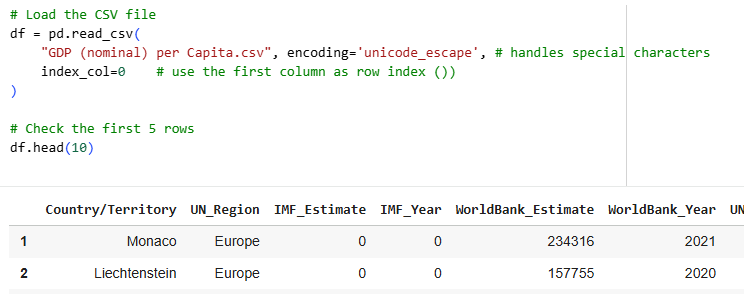 # Load the CSV file
df = pd.read_csv(
    "GDP (nominal) per Capita.csv", encoding='unicode_escape', # handles special characters
    index_col=0    # use the first column as row index ())
)
# Check the first 5 rows
df.head(10)
Country/Territory UN_Region IMF_Estimate IMF_Year WorldBank_Estimate WorldBank_Year UN
1 Monaco Europe 0 0 234316 2021
2 Liechtenstein Europe 0 0 157755 2020